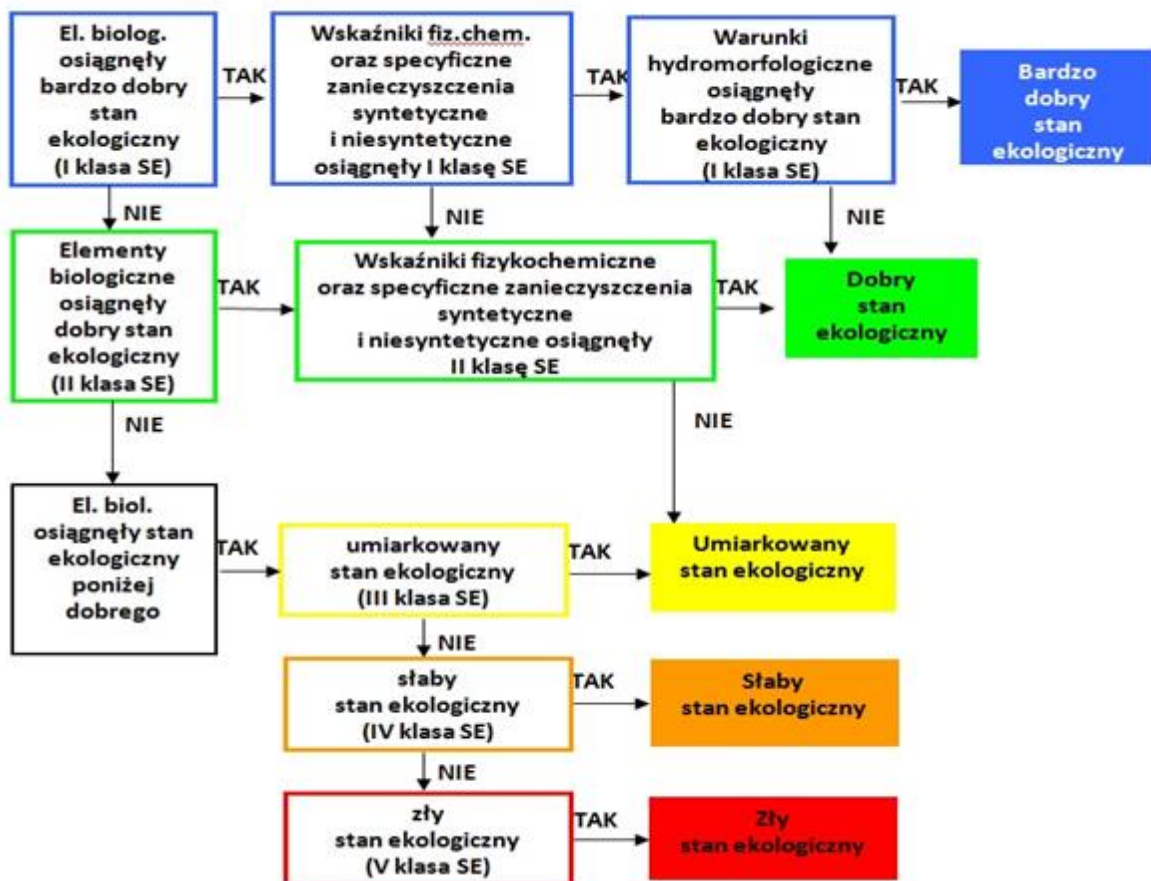 El. biolog.
osiągnęły
bardzo dobry
stan
ekologiczny
(I klasa SE)
TAK
Wskaźniki fiz.chem.
oraz specyficzne
zanieczyszczenia
syntetyczne
i niesyntetyczne
osiągnęły I klasę SE
TAK
Warunki
hydromorfologiczne
osiągnęły
bardzo dobry stan
ekologiczny
(I klasa SE)
TAK
Bardzo
dobry
stan
ekologiczny
NIE
NIE
NIE
Elementy
biologiczne
osiągnęły
dobry stan
ekologiczny
(II klasa SE)
TAK
Wskaźniki fizykochemiczne
oraz specyficzne zanieczyszczenia
syntetyczne
i niesyntetyczne osiągnęły
II klasę SE
TAK
Dobry
stan
ekologiczny
NIE
NIE
El. biol.
osiągnęły stan
ekologiczny
poniżej
dobrego
TAK
umiarkowany
stan ekologiczny
(III klasa SE)
TAK
Umiarkowany
stan ekologiczny
NIE
słaby
stan ekologiczny
(IV klasa SE)
TAK
Słaby
stan ekologiczny
NIE
zły
stan ekologiczny
(V klasa SE)
TAK
Zły
stan ekologiczny